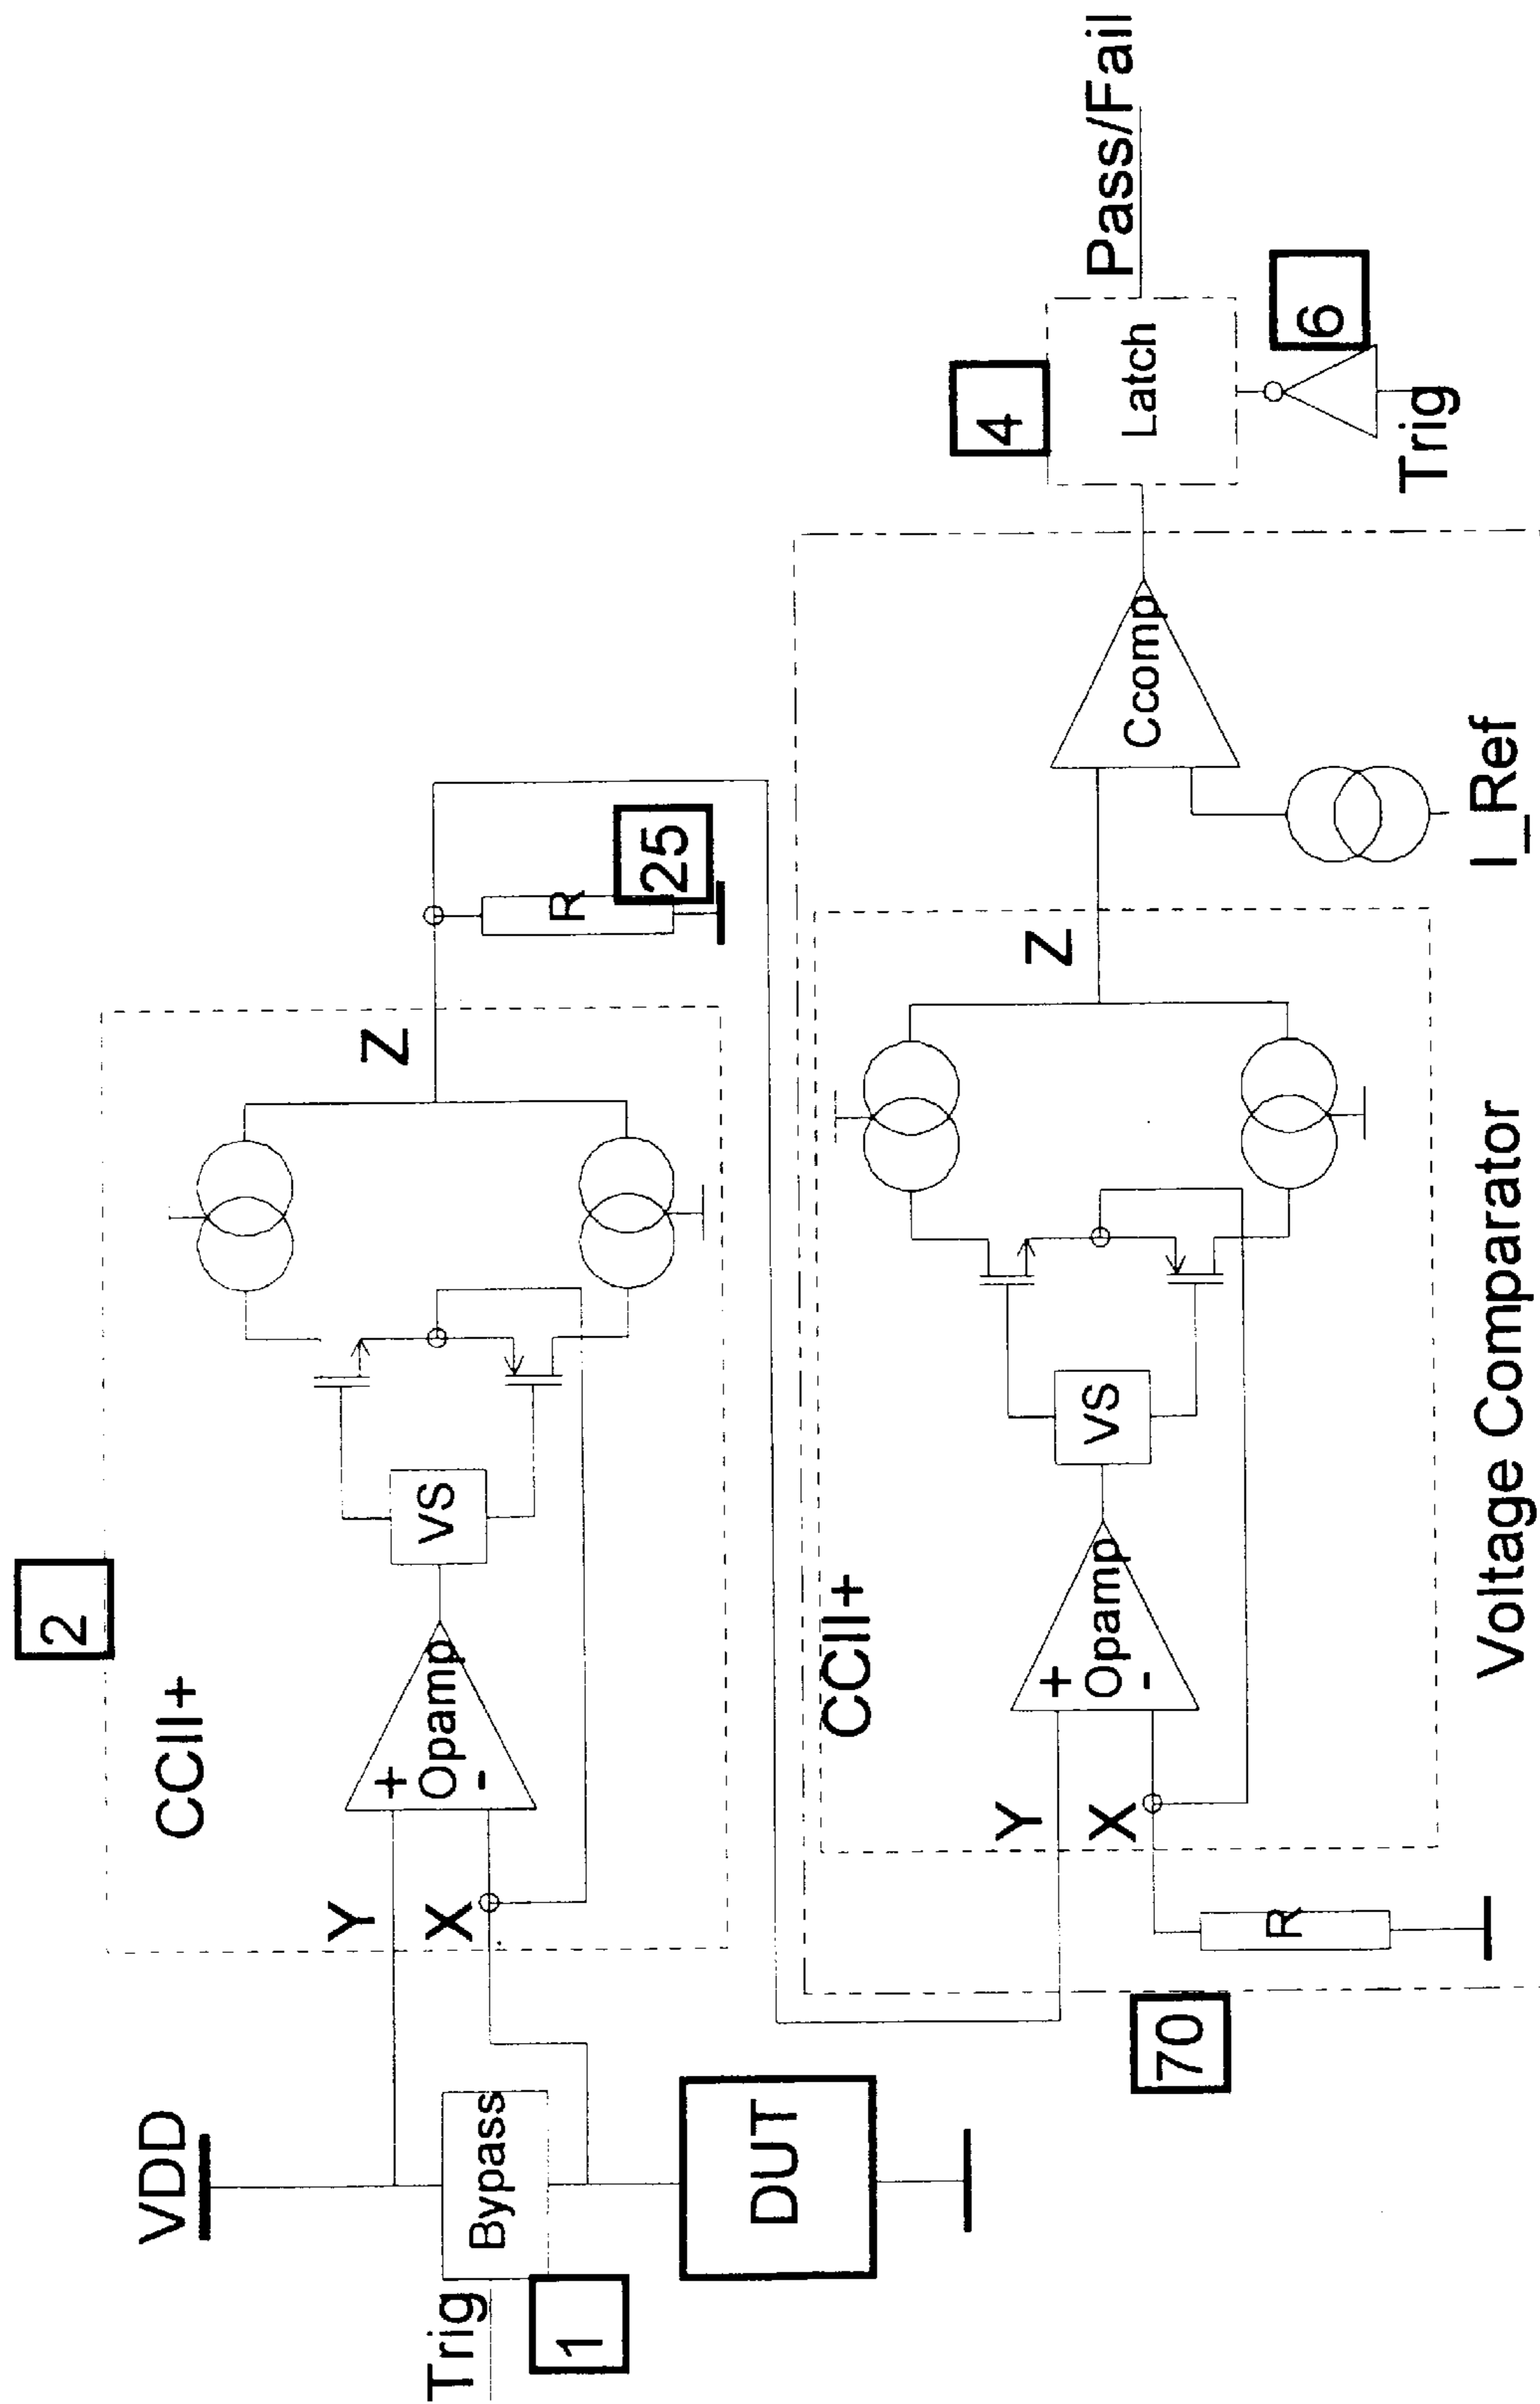 VDD
Trig
Bypass
1
DUT
2
CCII+
Y
X
+
Opamp
-
VS
Z
R
25
70
CCII+
Y
X
R
+
Opamp
-
VS
Z
I_Ref
Ccomp
Voltage Comparator
4
Latch
6
Trig
Pass/Fail